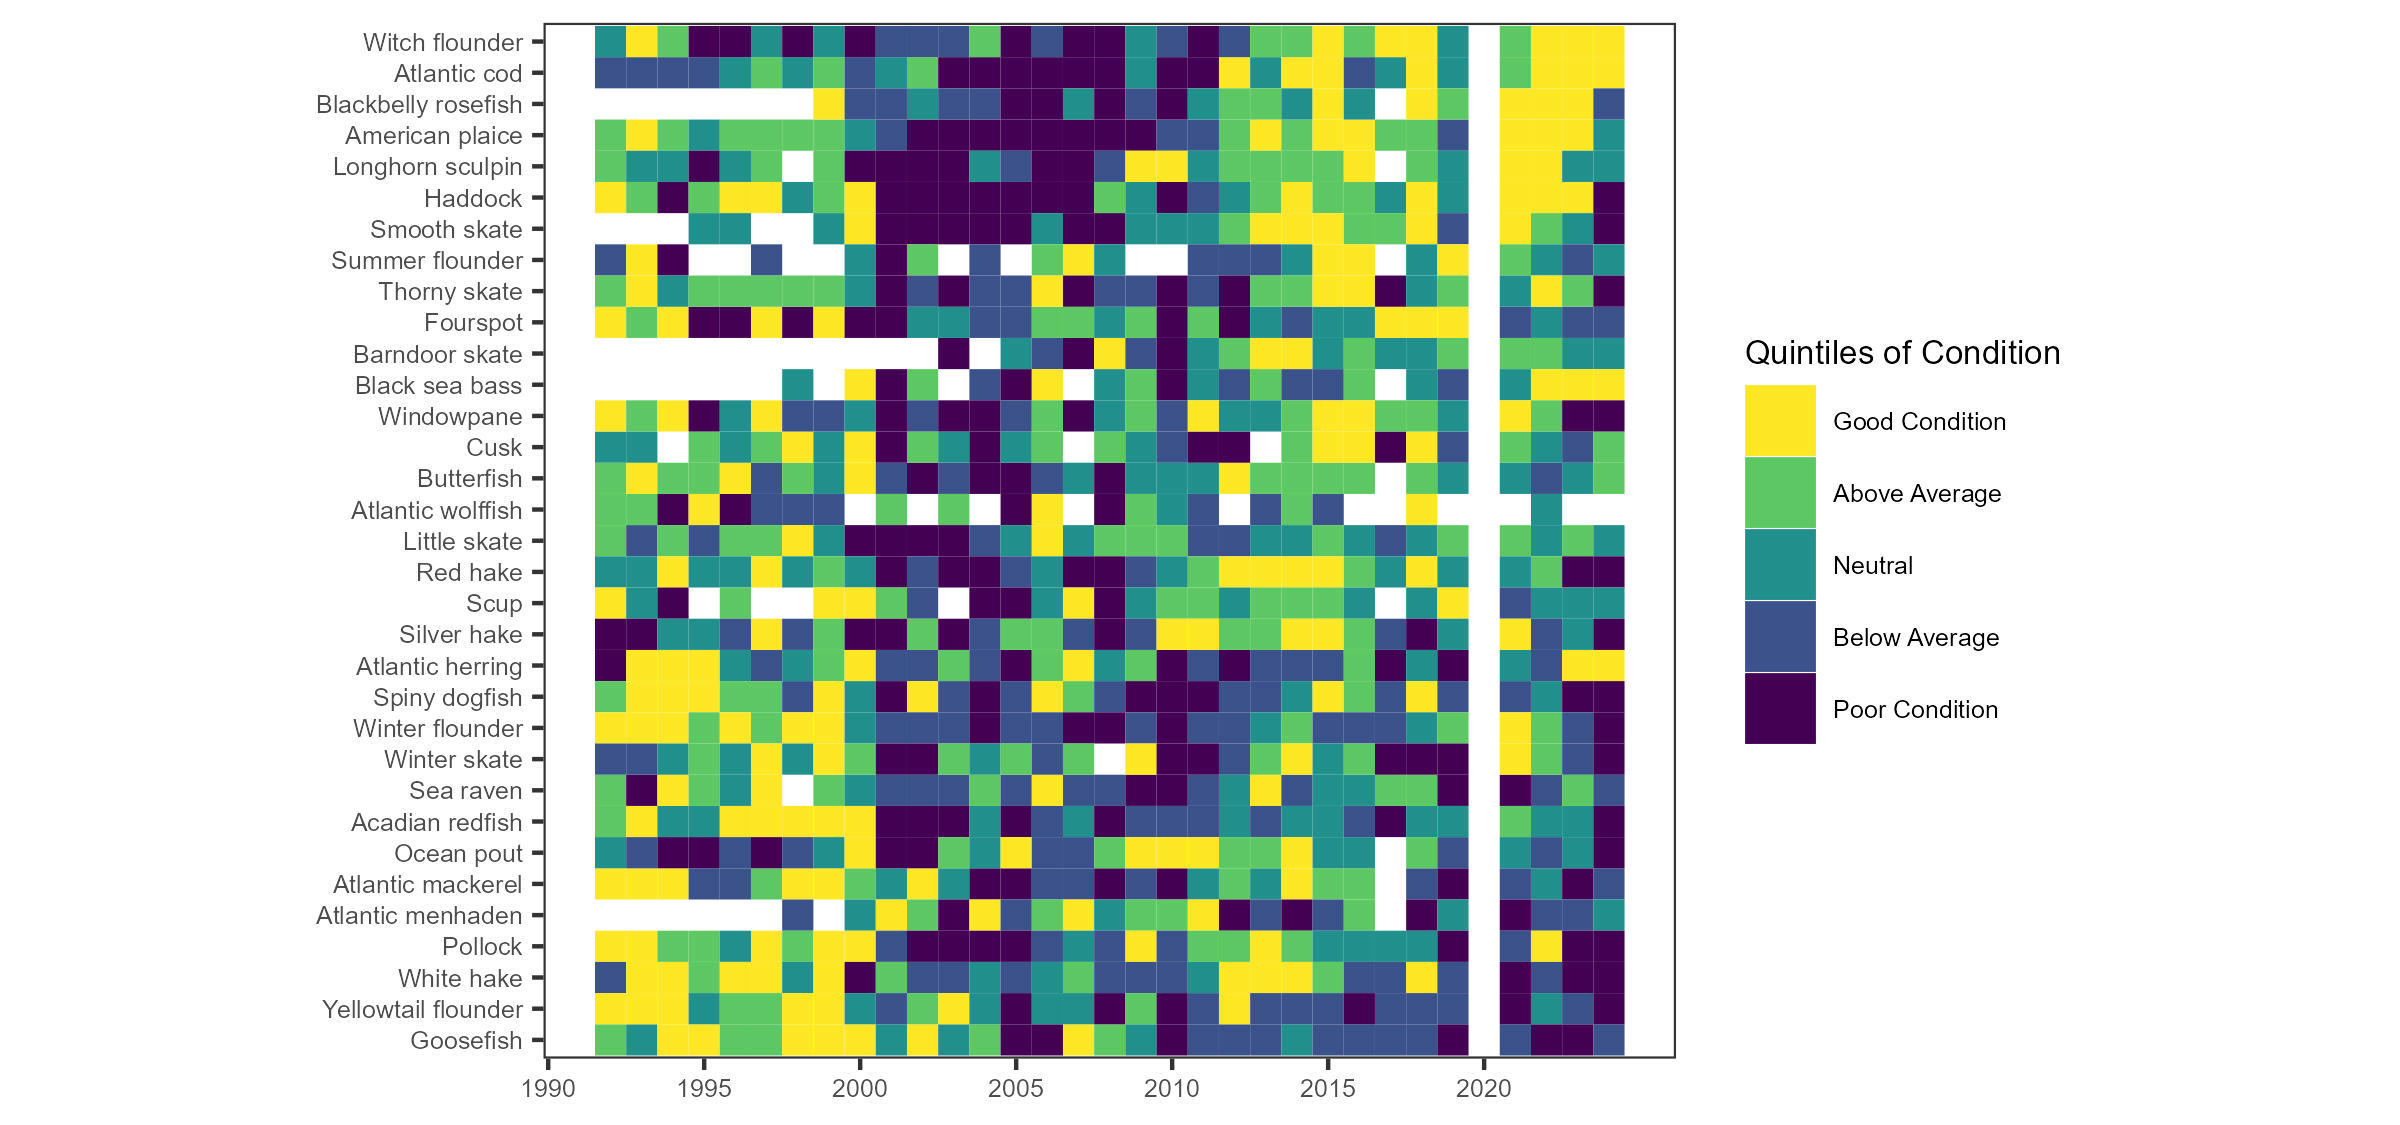 Witch flounder
Atlantic cod
Blackbelly rosefish
American plaice
Longhorn sculpin
Haddock
Smooth skate
Summer flounder
Thorny skate
Fourspot
Barndoor skate
Black sea bass
Windowpane
Cusk
Butterfish
Atlantic wolffish
Little skate
Red hake
Scup
Silver hake
Atlantic herring
Spiny dogfish
Winter flounder
Winter skate
Sea raven
Acadian redfish
Ocean pout
Atlantic mackerel
Atlantic menhaden
Pollock
White hake
Yellowtail flounder
Goosefish
1990 1995 2000 2005 2010 2015 2020
Quintiles of Condition
Good Condition
Above Average
Neutral
Below Average
Poor Condition